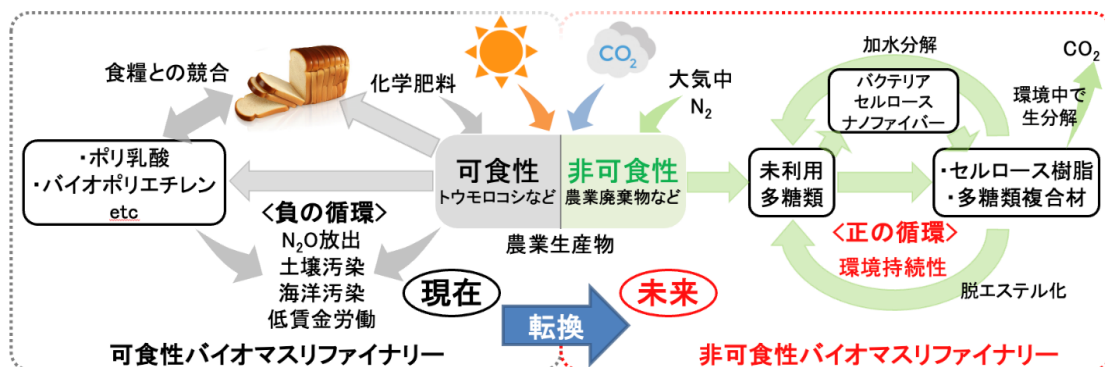 食糧との競合
化学肥料
CO₂
大気中
N₂
・ポリ乳酸
・バイオポリエチレン
etc
可食性
トウモロコシなど
非可食性
農業廃棄物など
農業生産物
<負の循環>
N₂O放出
土壌汚染
海洋汚染
低賃金労働
現在
転換
未来
可食性バイオマスリファイナリー
加水分解
バクテリア
セルロース
ナノファイバー
CO₂
環境中で
生分解
未利用
多糖類
・セルロース樹脂
・多糖類複合材
<正の循環>
環境持続性
脱エステル化
非可食性バイオマスリファイナリー